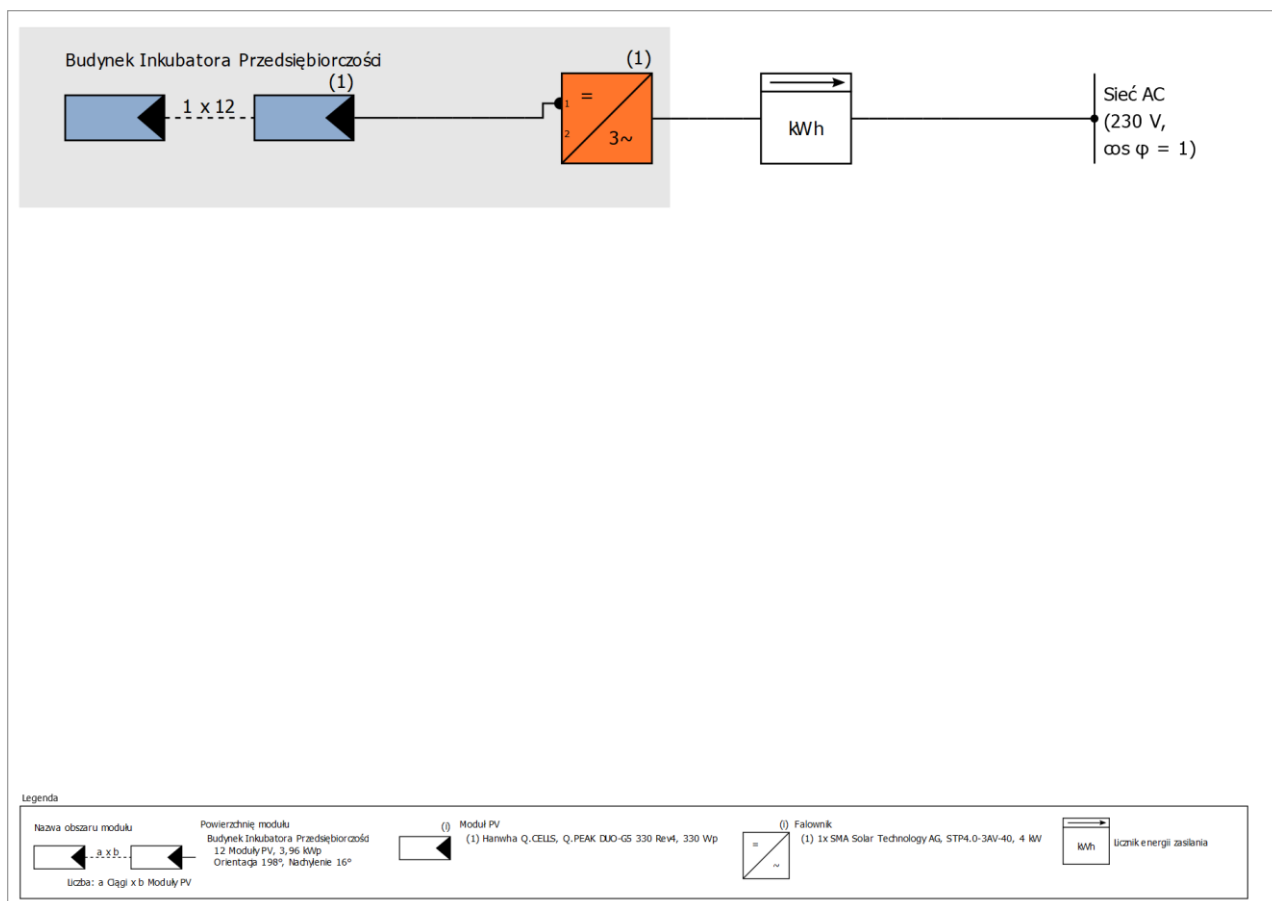 Budynek Inkubatora Przedsiębiorczości
(1)
(1)
1 x 12
1
2
=
3~
kWh
Sieć AC
(230 V,
cos φ = 1)
Legenda
Nazwa obszaru modułu
a x b
Liczba: a Ciągi x b Moduły PV
Powierzchnię modułu
Budynek Inkubatora Przedsiębiorczośd
12 Moduły PV, 3,96 kWp
Orientacja 198°, Nachylenie 16°
(i) Moduł PV
(1) Hanwha Q.CELLS, Q.PEAK DUO-G5 330 Rev4, 330 Wp
(i) Falownik
(1) 1x SMA Solar Technology AG, STP4.0-3AV-40, 4 kW
=
~
kWh
Licznik energii zasilania